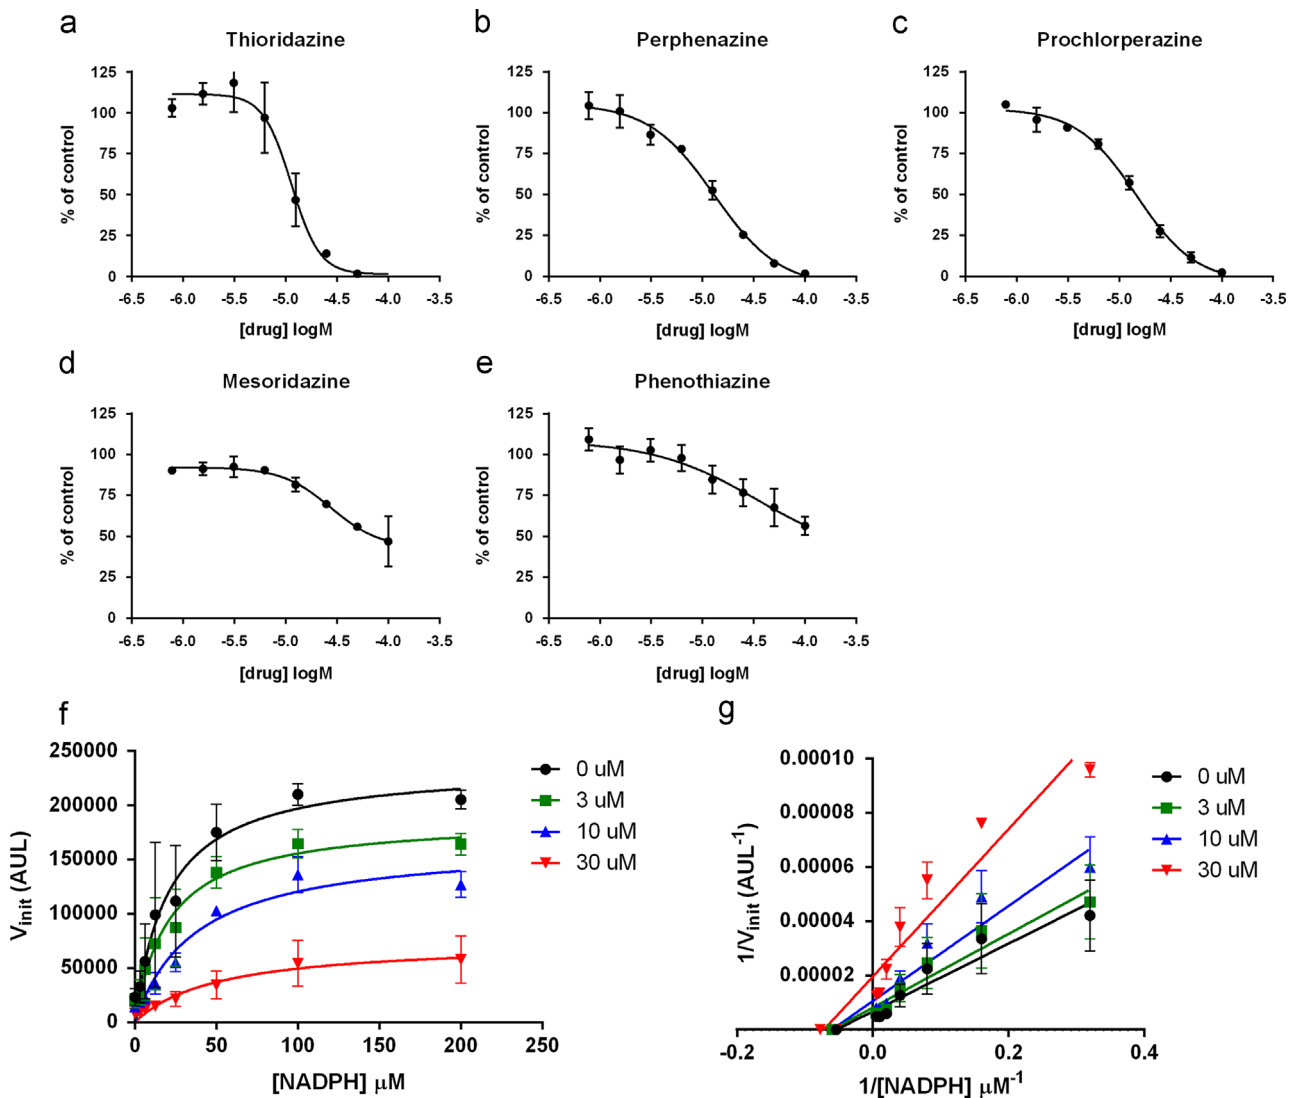 a
Thioridazine
% of control
125
100
75
50
25
0
-6.5 -6.0 -5.5 -5.0 -4.5 -4.0 -3.5
[drug] logM
b
Perphenazine
% of control
125
100
75
50
25
0
-6.5 -6.0 -5.5 -5.0 -4.5 -4.0 -3.5
[drug] logM
c
Prochlorperazine
% of control
125
100
75
50
25
0
-6.5 -6.0 -5.5 -5.0 -4.5 -4.0 -3.5
[drug] logM
d
Mesoridazine
% of control
125
100
75
50
25
0
-6.5 -6.0 -5.5 -5.0 -4.5 -4.0 -3.5
[drug] logM
e
Phenothiazine
% of control
125
100
75
50
25
0
-6.5 -6.0 -5.5 -5.0 -4.5 -4.0 -3.5
[drug] logM
f
V_init (AUL)
250000
200000
150000
100000
50000
0
0 50 100 150 200 250
[NADPH] µM
0 uM
3 uM
10 uM
30 uM
g
1/V_init (AUL⁻¹)
0.00010
0.00008
0.00006
0.00004
0.00002
-0.2 0.0 0.2 0.4
1/[NADPH] µM⁻¹
0 uM
3 uM
10 uM
30 uM